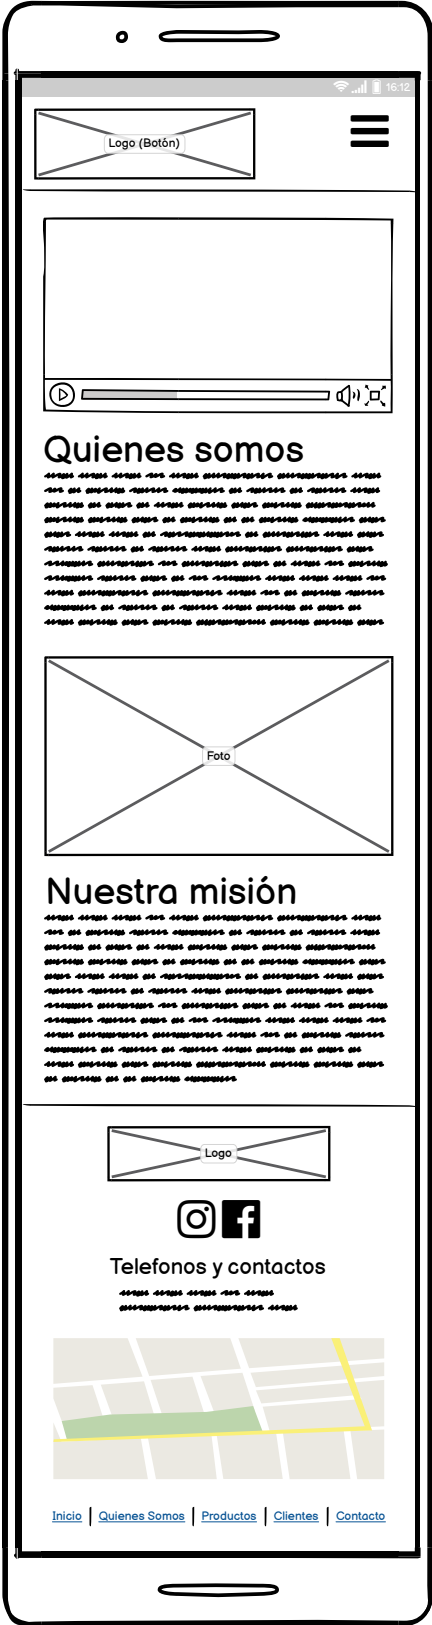 16:12
Logo (Botón)
Quienes somos
Foto
Nuestra misión
Logo
Telefonos y contactos
Inicio | Quienes Somos | Productos | Clientes | Contacto